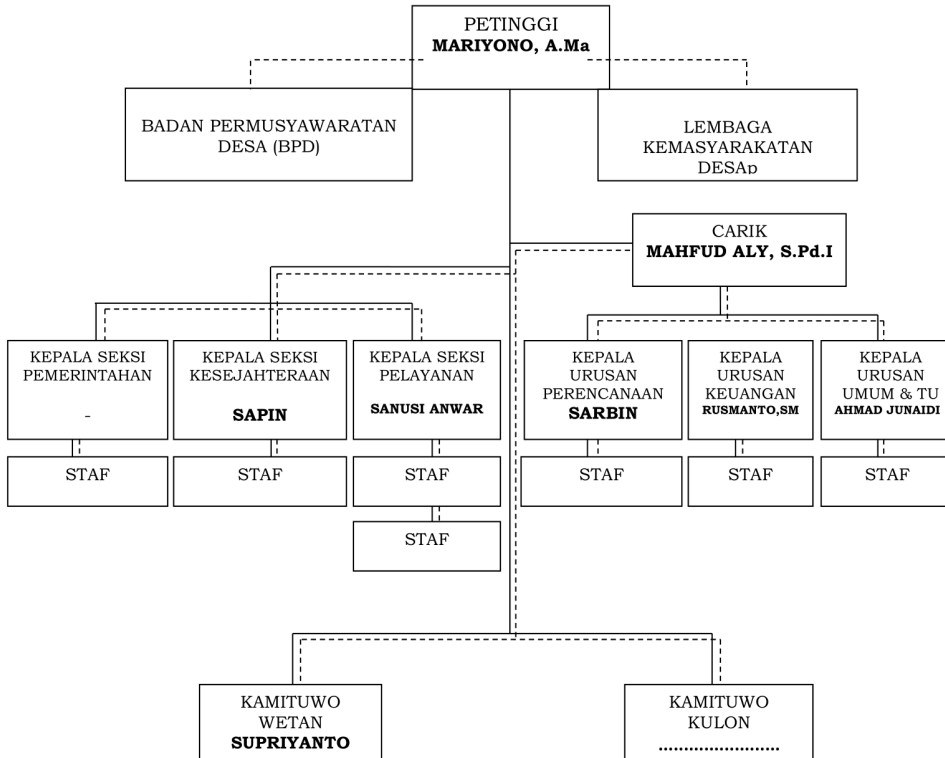 PETINGGI
MARIYONO, A.Ma
BADAN PERMUSYAWARATAN
DESA (BPD)
LEMBAGA
KEMASYARAKATAN
DESAp
CARIK
MAHFUD ALY, S.Pd.I
KEPALA SEKSI
PEMERINTAHAN
-
KEPALA SEKSI
KESEJAHTERAAN
SAPIN
KEPALA SEKSI
PELAYANAN
SANUSI ANWAR
KEPALA
URUSAN
PERENCANAAN
SARBIN
KEPALA
URUSAN
KEUANGAN
RUSMANTO,SM
KEPALA
URUSAN
UMUM & TU
AHMAD JUNAIDI
STAF
STAF
STAF
STAF
STAF
STAF
STAF
KAMITUWO
WETAN
SUPRIYANTO
KAMITUWO
KULON
.........................